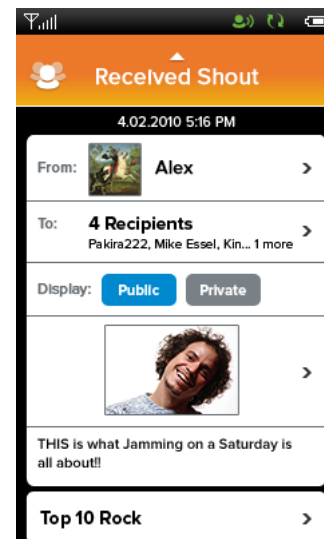 Received Shout
4.02.2010 5:16 PM
From: Alex
To: 4 Recipients
Pakira222, Mike Essel, Kin... 1 more
Display: Public Private
THIS is what Jamming on a Saturday is
all about!!
Top 10 Rock